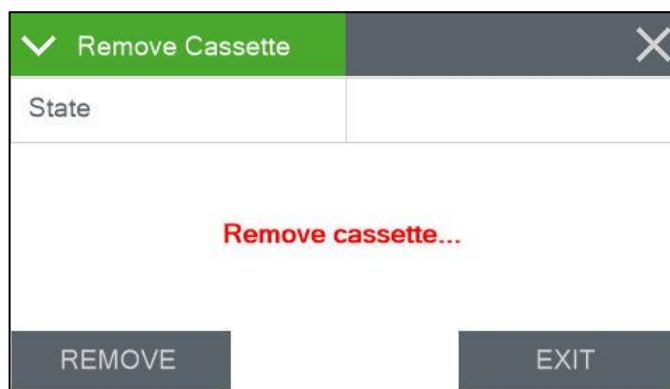 Remove Cassette
State
Remove cassette...
REMOVE
EXIT